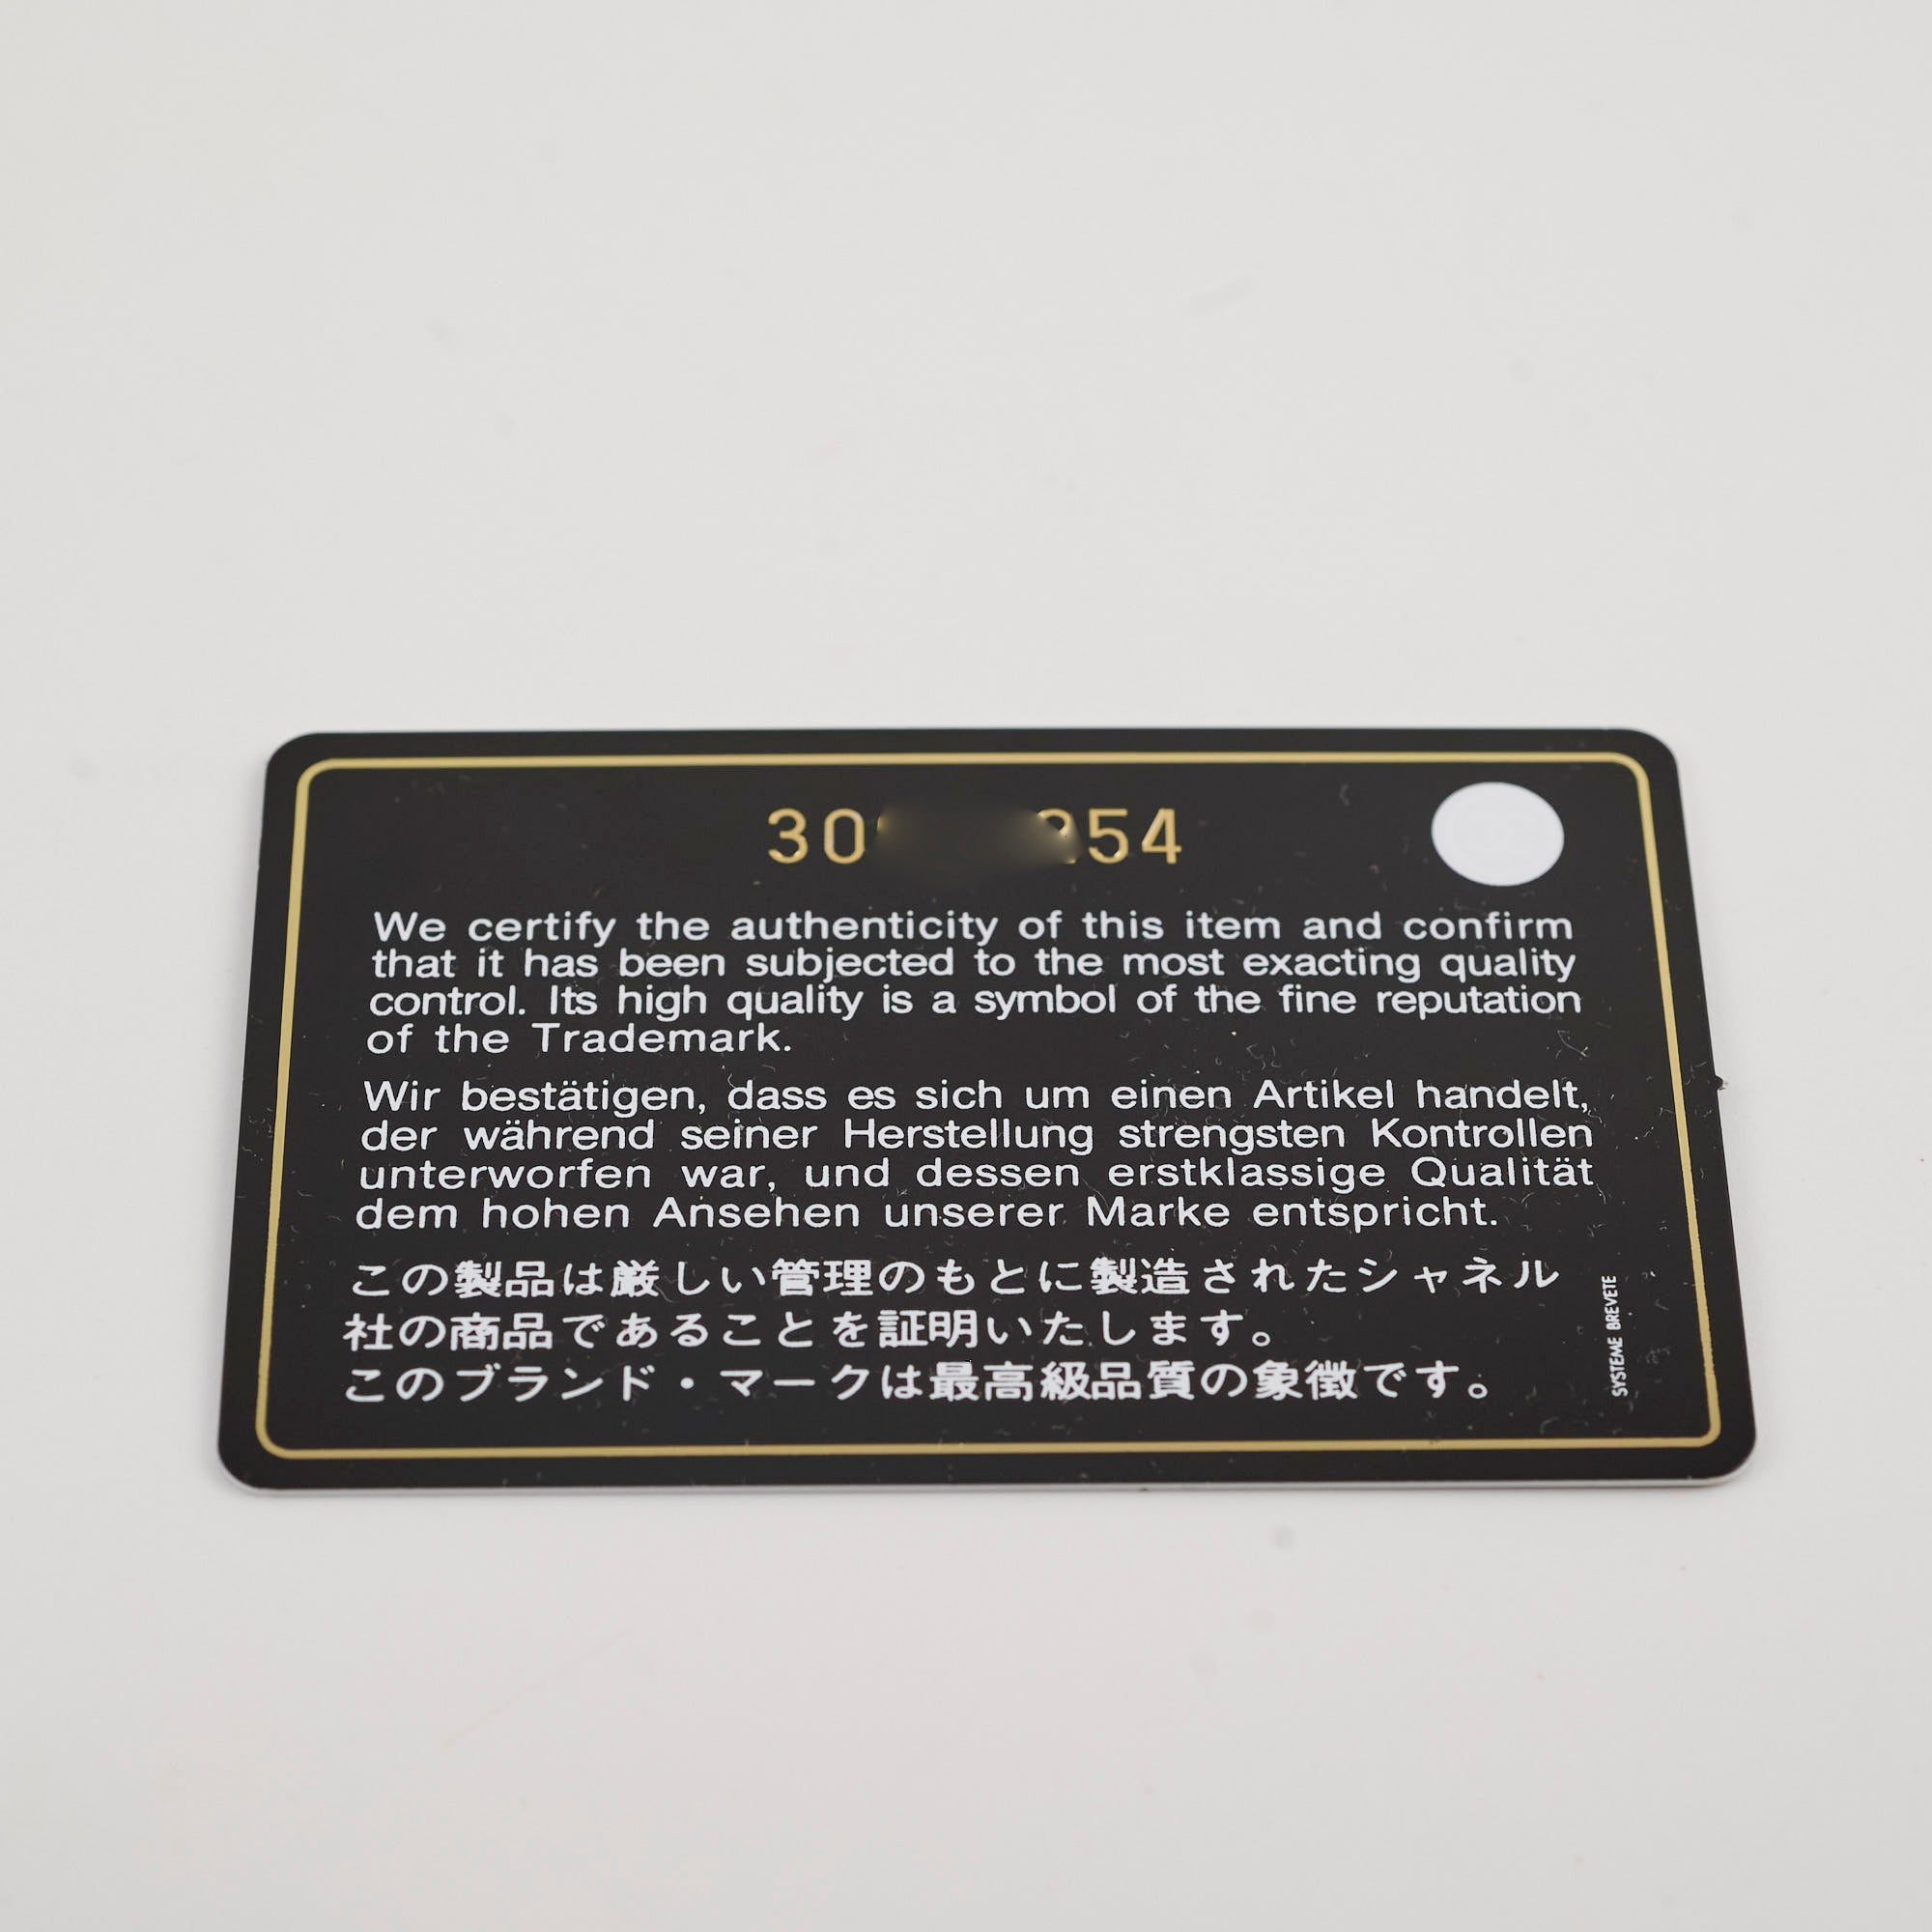 30 254
We certify the authenticity of this item and confirm
that it has been subjected to the most exacting quality
control. Its high quality is a symbol of the fine reputation
of the Trademark.
Wir bestätigen, dass es sich um einen Artikel handelt,
der während seiner Herstellung strengsten Kontrollen
unterworfen war, und dessen erstklassige Qualität
dem hohen Ansehen unserer Marke entspricht.
この製品は厳しい管理のもとに製造されたシャネル
社の商品であることを証明いたします。
このブランド・マークは最高級品質の象徴です。
SYSTEME BREVETE